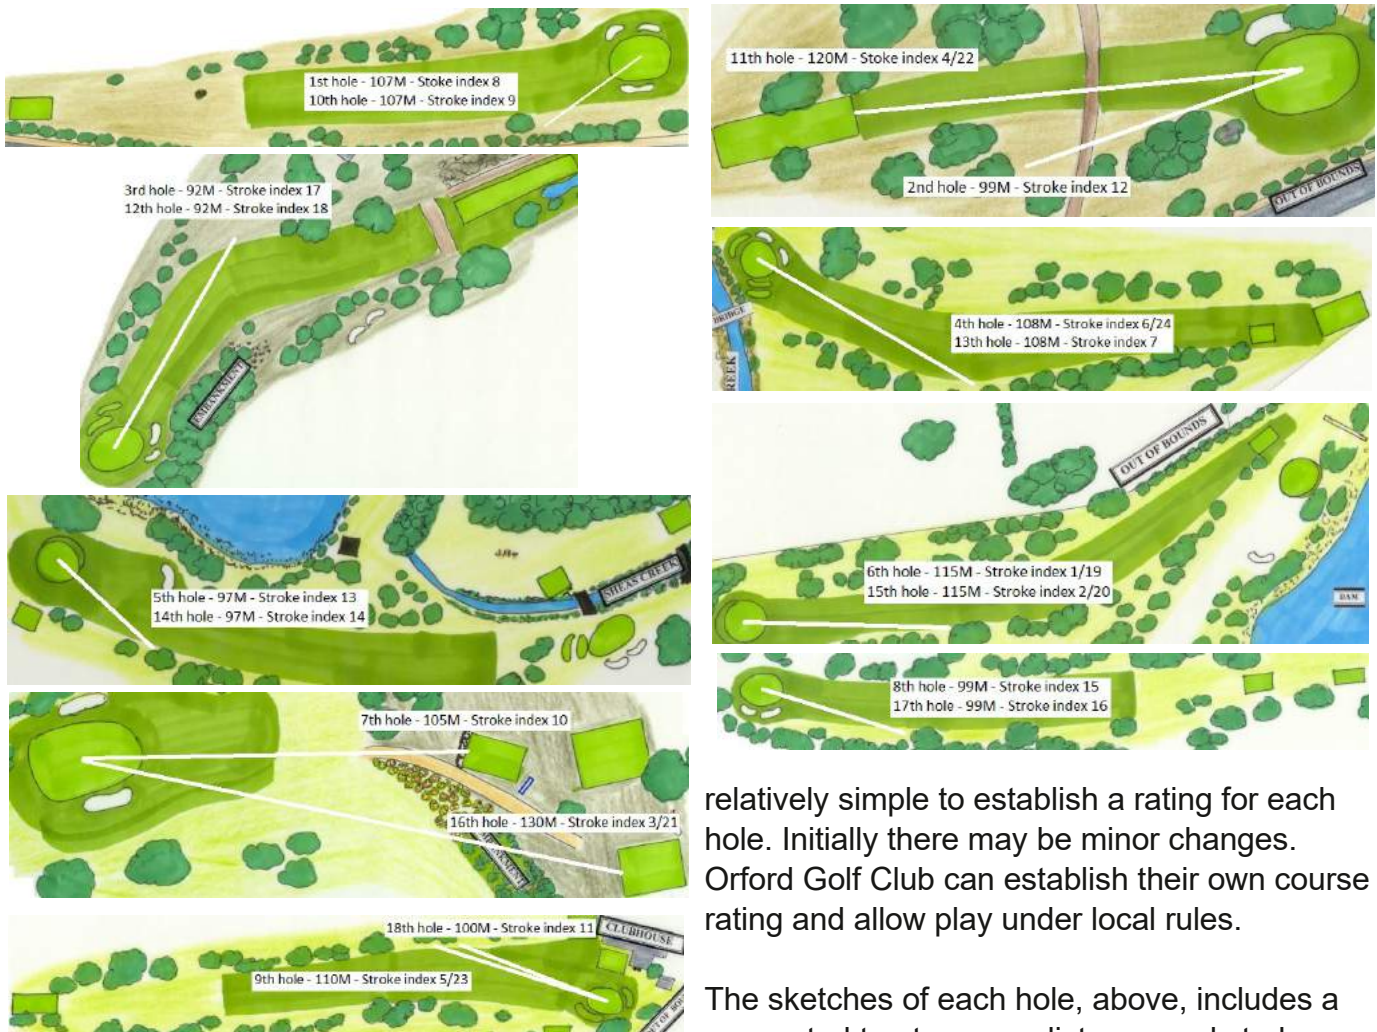 1st hole - 107M - Stoke index 8
10th hole - 107M - Stroke index 9
11th hole - 120M - Stoke index 4/22
2nd hole - 99M - Stroke index 12
OUT OF BOUNDS
3rd hole - 92M - Stroke index 17
12th hole - 92M - Stroke index 18
EMBANKMENT
BRIDGE
REEK
4th hole - 108M - Stroke index 6/24
13th hole - 108M - Stroke index 7
OUT OF BOUNDS
6th hole - 115M - Stroke index 1/19
15th hole - 115M - Stroke index 2/20
DAM
5th hole - 97M - Stroke index 13
14th hole - 97M - Stroke index 14
SHEAS CREEK
8th hole - 99M - Stroke index 15
17th hole - 99M - Stroke index 16
7th hole - 105M - Stroke index 10
16th hole - 130M - Stroke index 3/21
NKMENT
18th hole - 100M - Stroke index 11
CLUBHOUSE
9th hole - 110M - Stroke index 5/23
relatively simple to establish a rating for each
hole. Initially there may be minor changes.
Orford Golf Club can establish their own course
rating and allow play under local rules.
The sketches of each hole, above, includes a